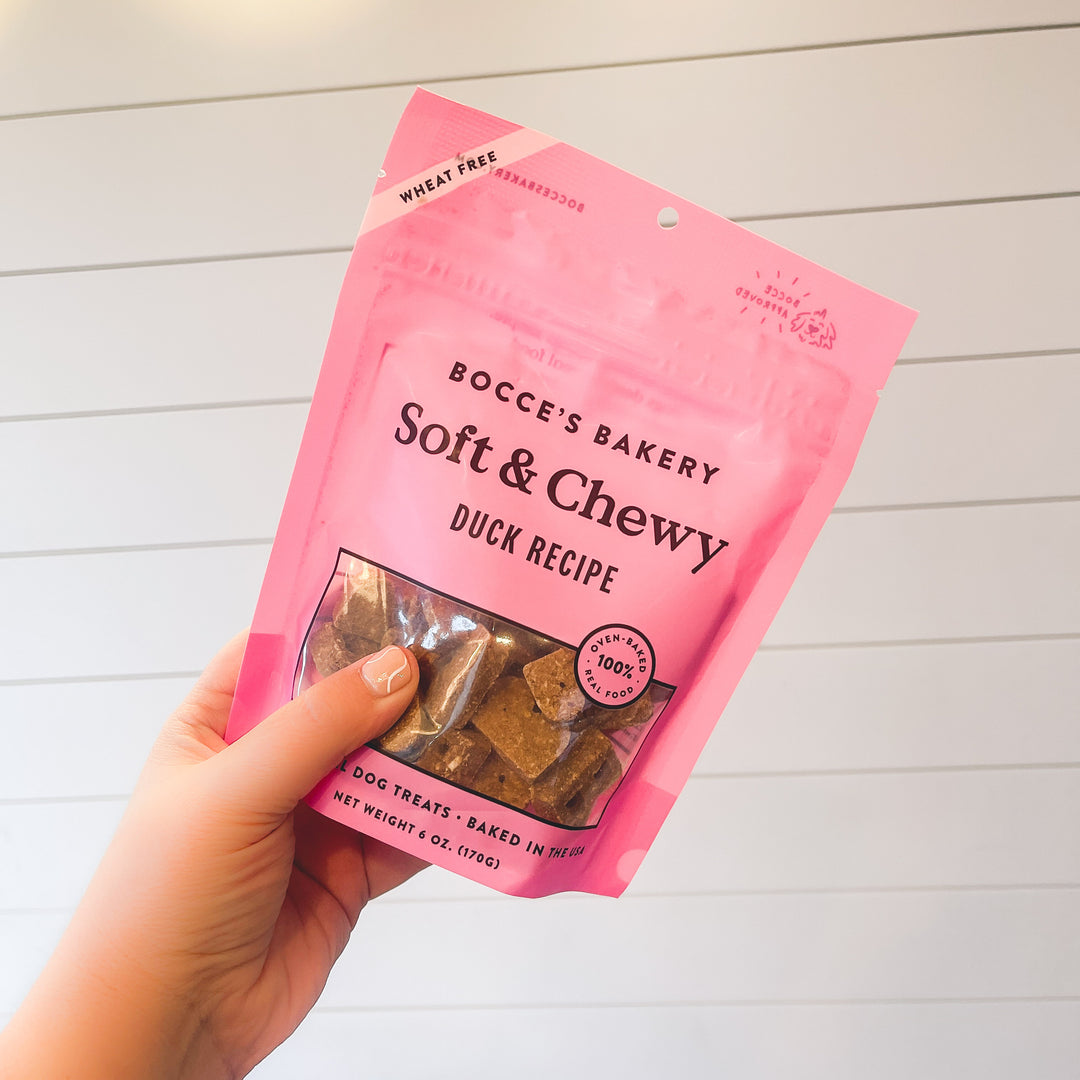 WHEAT FREE
BOCCESBAKERY
BOCCE
APPROVED
BOCCE'S BAKERY
Soft & Chewy
DUCK RECIPE
OVEN-BAKED
100%
REAL FOOD
DOG TREATS • BAKED IN THE USA
NET WEIGHT 6 OZ. (170G)